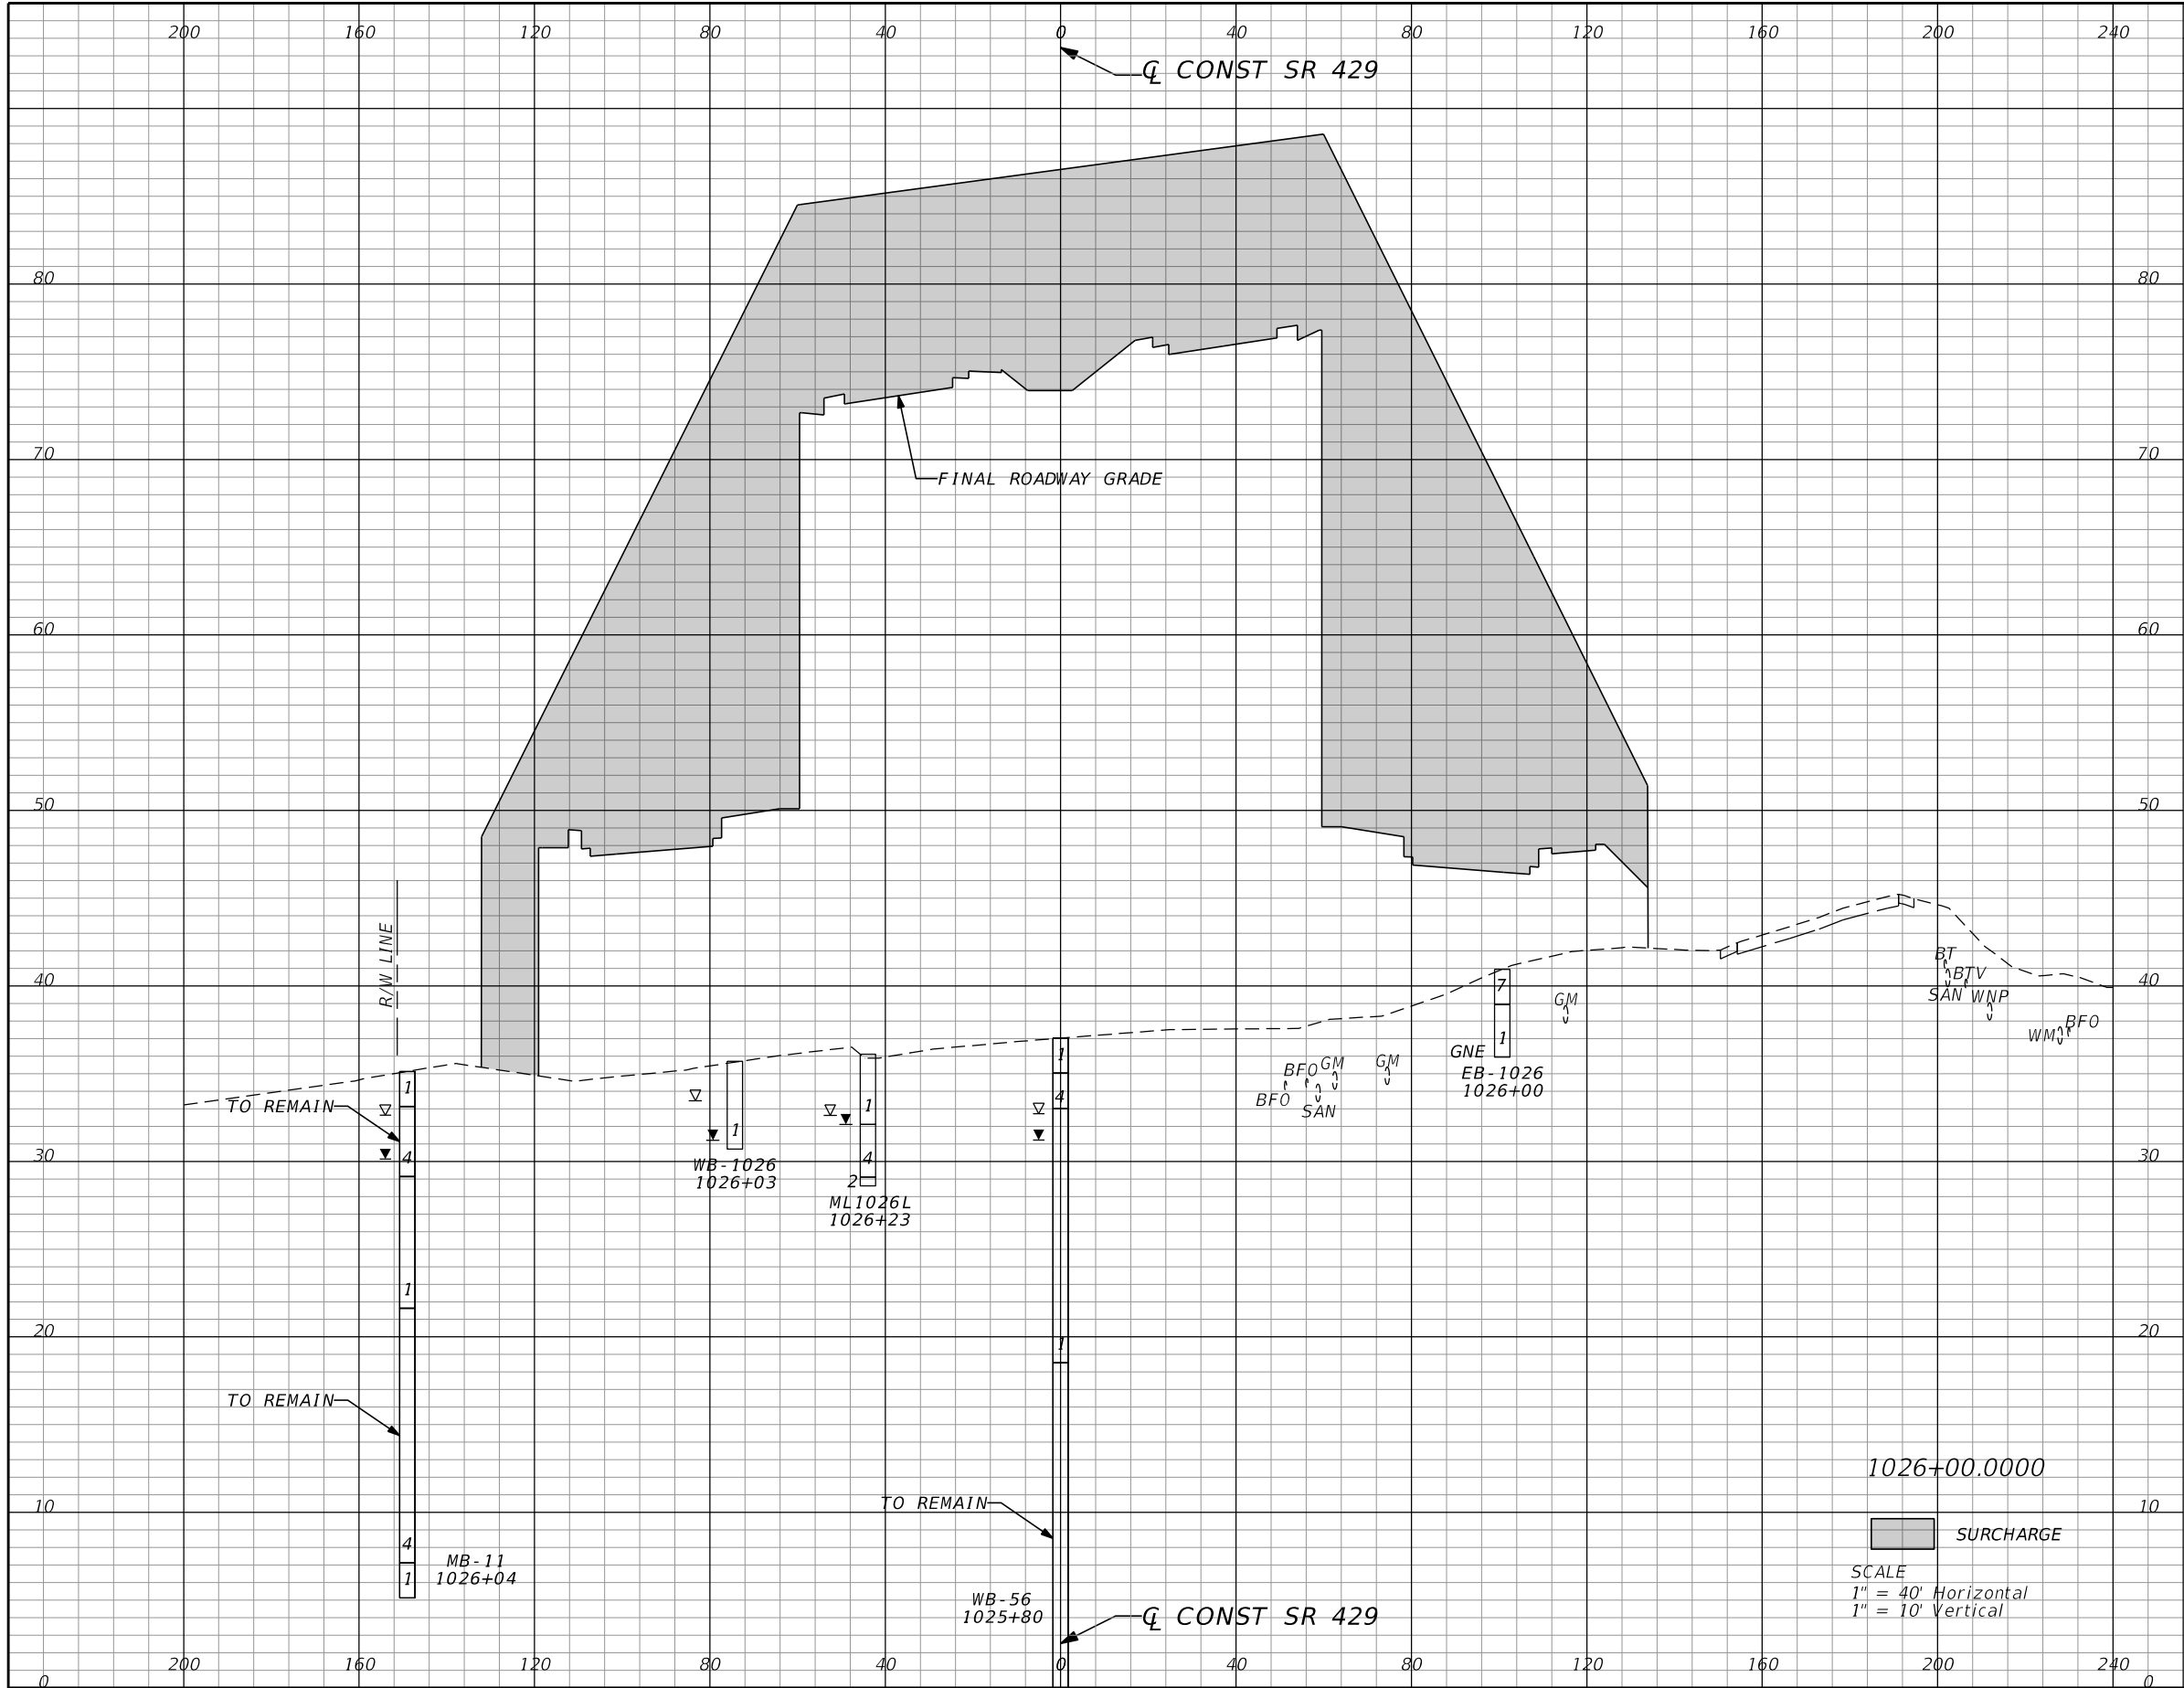 200 160 120 80 40 0 40 80 120 160 200 240
℄ CONST SR 429
80 80
70 70
FINAL ROADWAY GRADE
60 60
50 50
R/W LINE
40 40
BT
BTV
SAN WNP
BFO
WM
7
1
GNE
EB-1026
1026+00
GM
GM
GM
BFO
BFO
SAN
1
4
1
TO REMAIN
1
4
1
4
1
30 30
1
WB-1026
1026+03
1
4
2
ML1026L
1026+23
20 20
TO REMAIN
1026+00.0000
10 10
TO REMAIN
SURCHARGE
MB-11
1026+04
SCALE
1" = 40' Horizontal
1" = 10' Vertical
WB-56
1025+80
℄ CONST SR 429
200 160 120 80 40 0 40 80 120 160 200 240
0 0